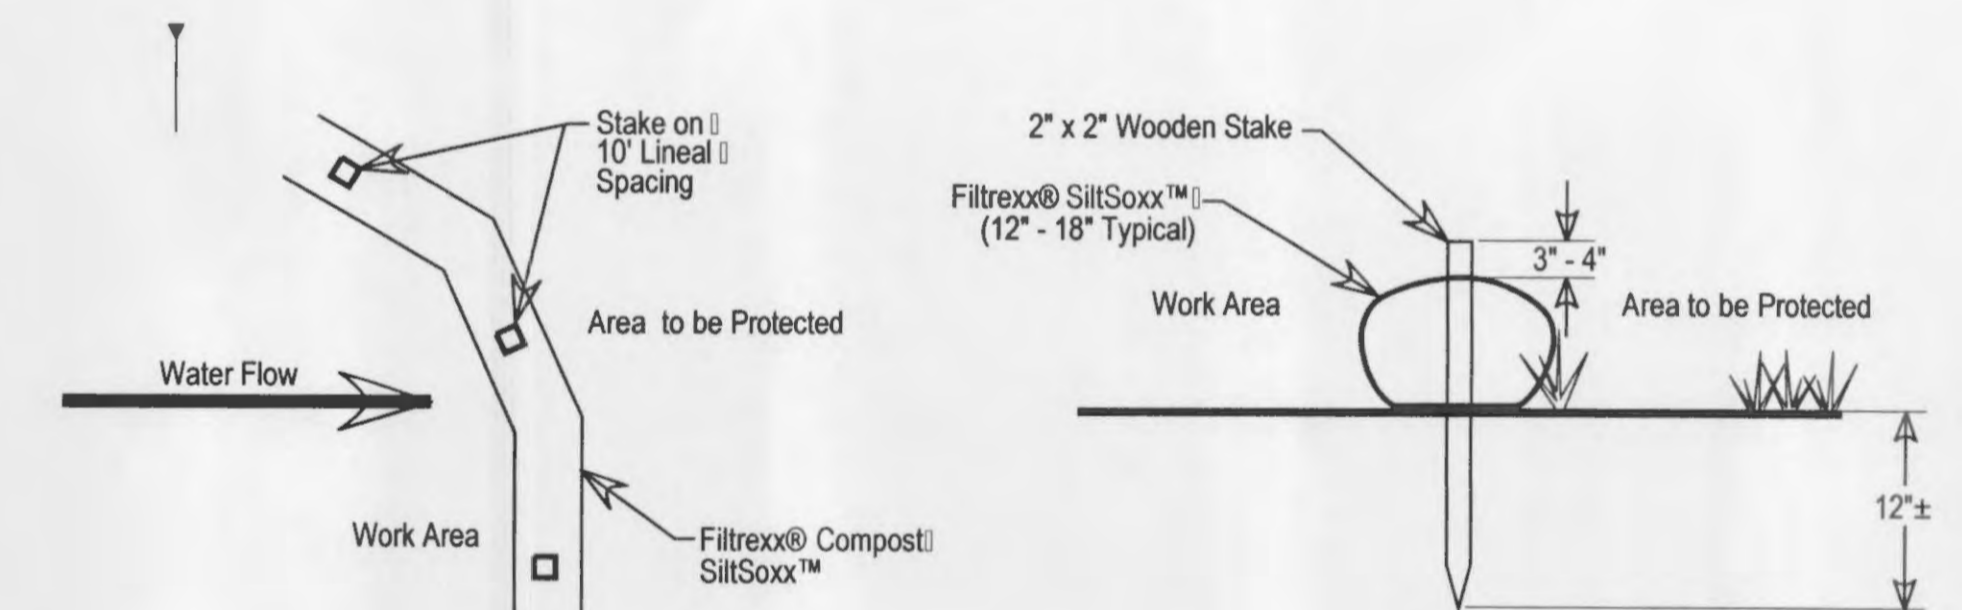 Stake on
10' Lineal
Spacing
Area to be Protected
Water Flow
Work Area
Filtrexx® Compost
SiltSoxx™
2" x 2" Wooden Stake
Filtrexx® SiltSoxx™
(12" - 18" Typical)
3" - 4"
Work Area
Area to be Protected
12"±